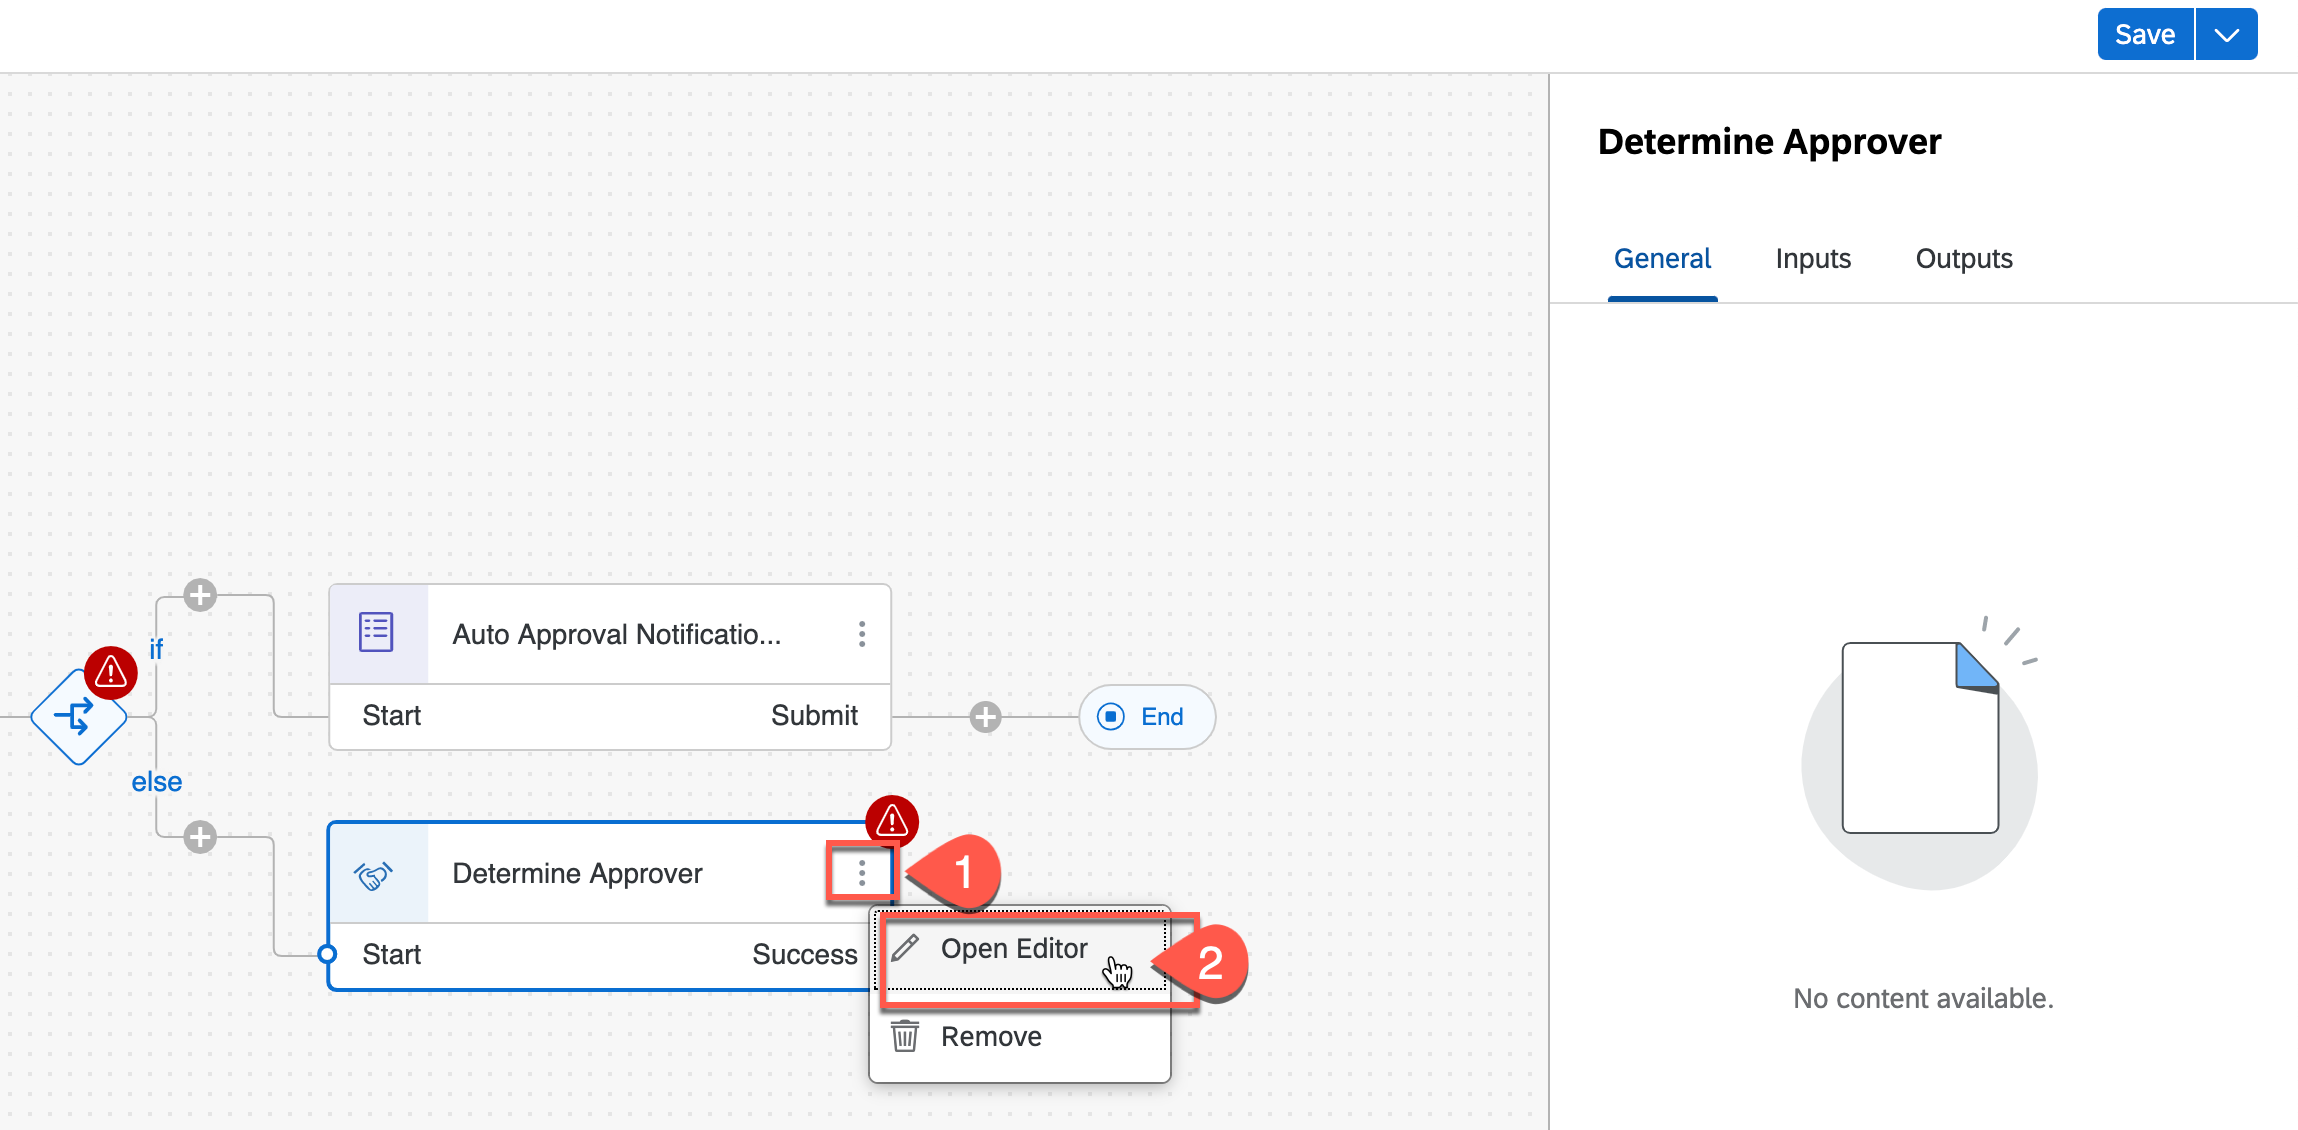 Save
Determine Approver
General Inputs Outputs
if
Auto Approval Notificatio...
Start Submit
End
else
Determine Approver
1
Start Success
Open Editor
2
Remove
No content available.